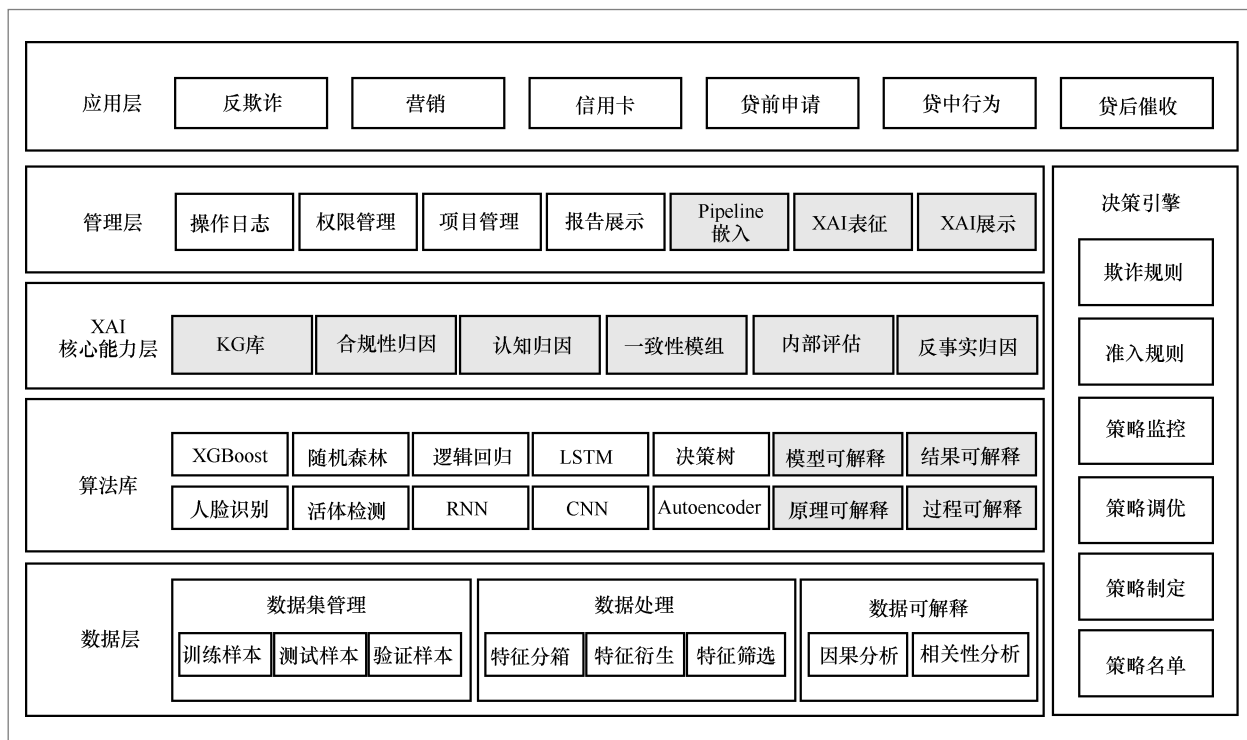 应用层
反欺诈
营销
信用卡
贷前申请
贷中行为
贷后催收
管理层
操作日志
权限管理
项目管理
报告展示
Pipeline
嵌入
XAI表征
XAI展示
XAI
核心能力层
KG库
合规性归因
认知归因
一致性模组
内部评估
反事实归因
算法库
XGBoost
随机森林
逻辑回归
LSTM
决策树
模型可解释
结果可解释
人脸识别
活体检测
RNN
CNN
Autoencoder
原理可解释
过程可解释
数据层
数据集管理
训练样本
测试样本
验证样本
数据处理
特征分箱
特征衍生
特征筛选
数据可解释
因果分析
相关性分析
决策引擎
欺诈规则
准入规则
策略监控
策略调优
策略制定
策略名单